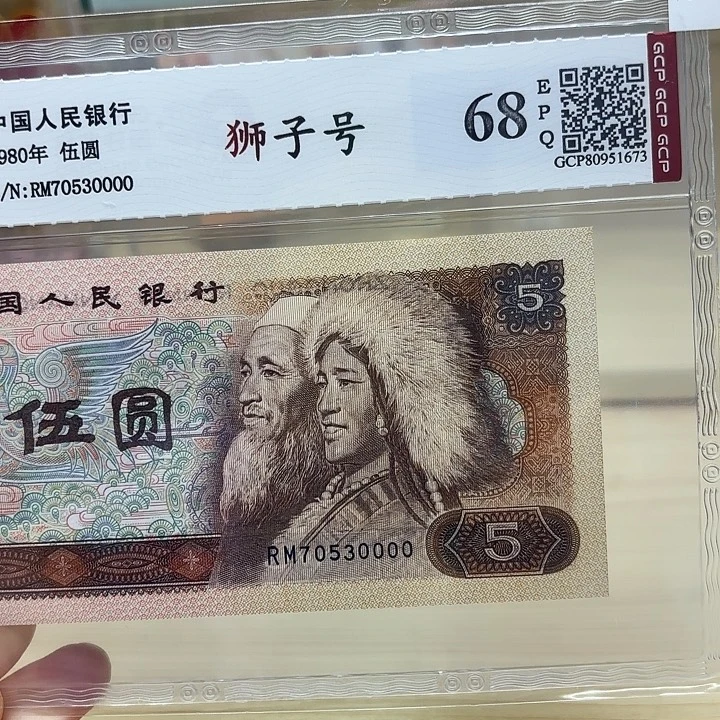 中国人民银行
980年 伍圆
/N:RM70530000
狮子号
68
EPQ
GCP80951673
GCP GCP GCP
国人民银行
5
伍圆
RM70530000
5